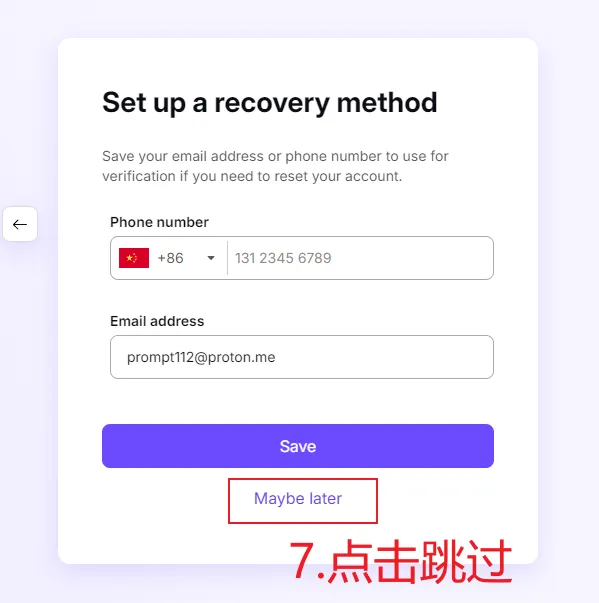 Set up a recovery method
Save your email address or phone number to use for
verification if you need to reset your account.
Phone number
+86 131 2345 6789
Email address
prompt112@proton.me
Save
Maybe later
7.点击跳过